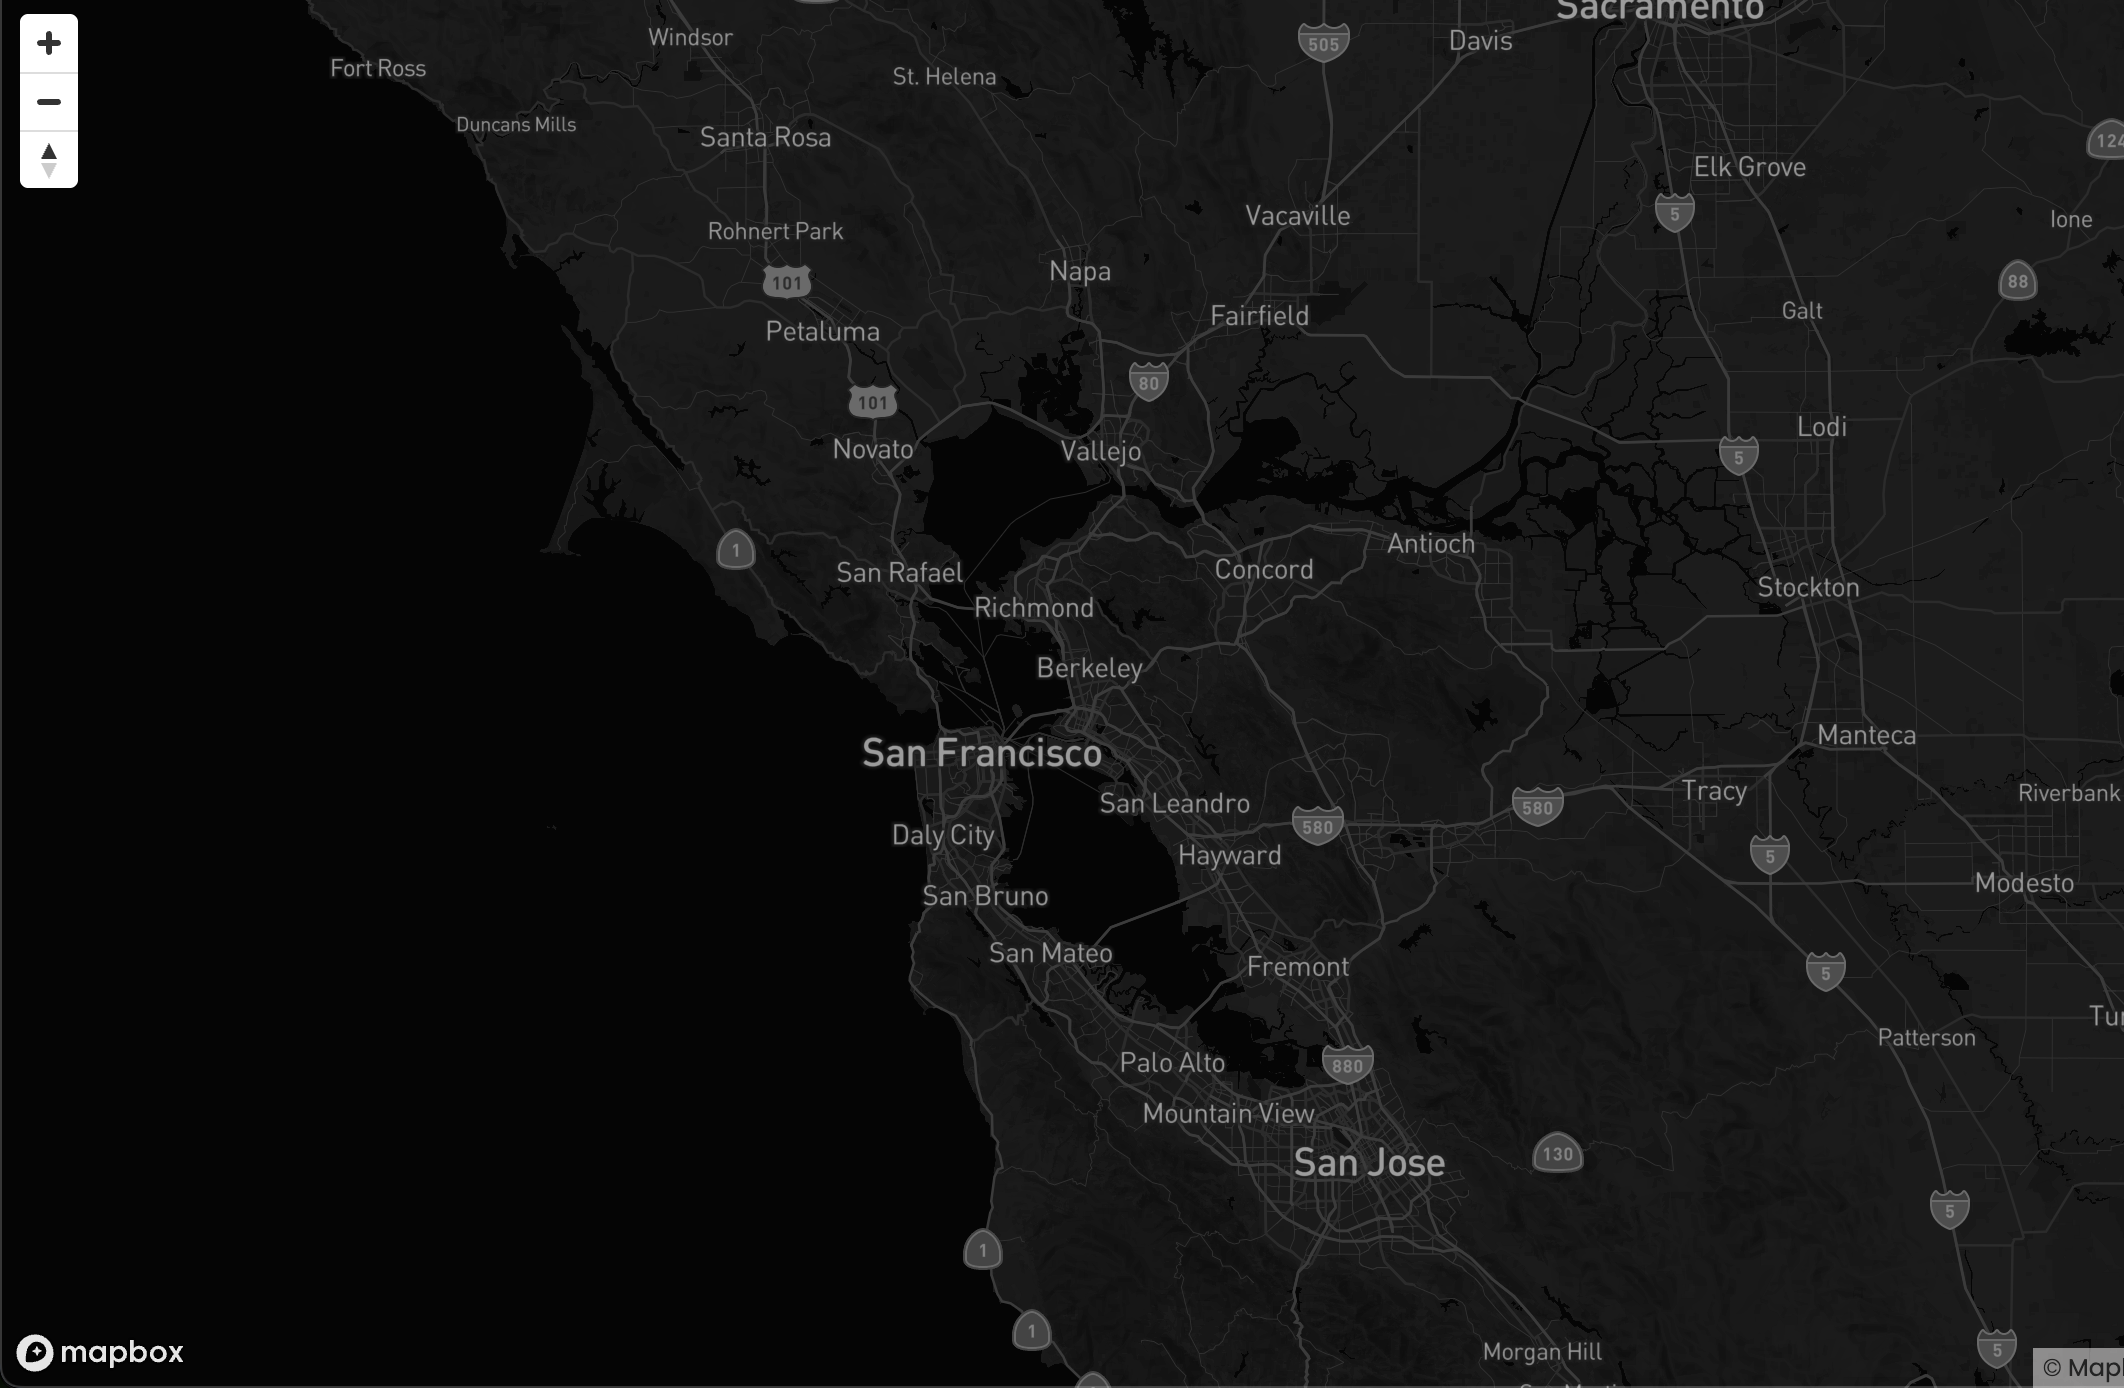 Sacramento
Windsor
505
Davis
Fort Ross
St. Helena
Duncans Mills
Santa Rosa
124
Elk Grove
5
Vacaville
Ione
Rohnert Park
Napa
101
88
Galt
Fairfield
Petaluma
80
101
Lodi
Novato
Vallejo
5
1
Antioch
San Rafael
Concord
Stockton
Richmond
Berkeley
Manteca
San Francisco
Tracy
Riverbank
San Leandro
580
580
Daly City
Hayward
5
Modesto
San Bruno
San Mateo
Fremont
5
Tur
Patterson
Palo Alto
880
Mountain View
130
San Jose
5
1
1
5
Morgan Hill
mapbox
© Map